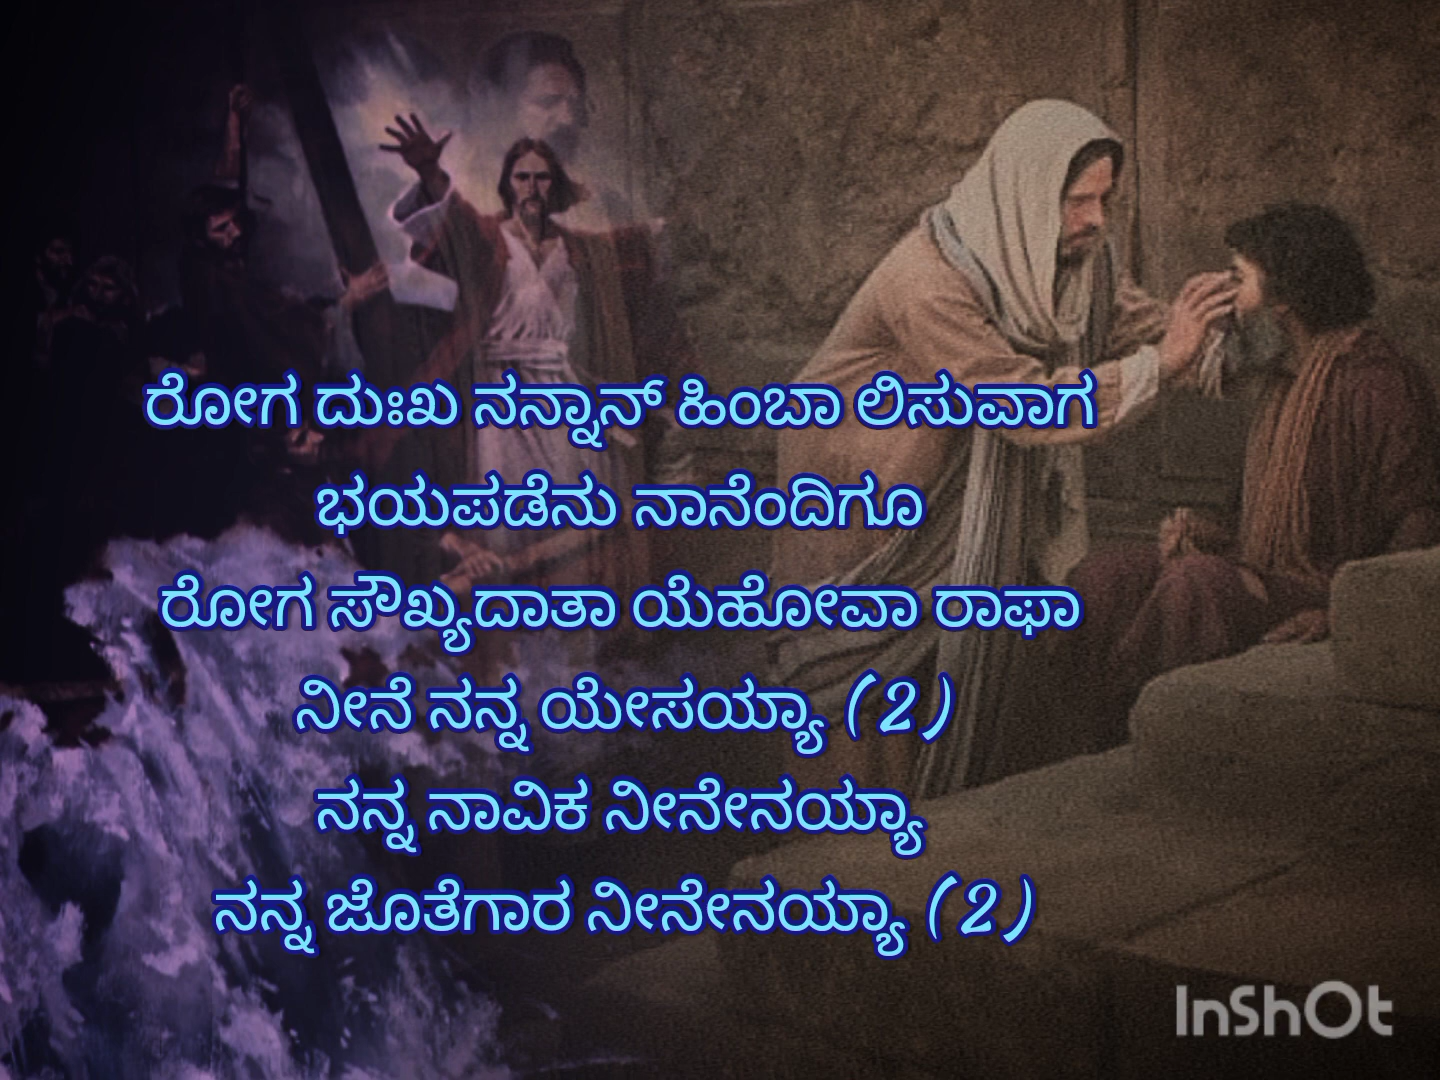 ರೋಗ ದುಃಖ ನನ್ನಾನ್ ಹಿಂಬಾ ಲಿಸುವಾಗ
ಭಯಪಡೆನು ನಾನೆಂದಿಗೂ
ರೋಗ ಸೌಖ್ಯದಾತಾ ಯೆಹೋವಾ ರಾಫಾ
ನೀನೆ ನನ್ನ ಯೇಸಯ್ಯಾ (2)
ನನ್ನ ನಾವಿಕ ನೀನೇನಯ್ಯಾ
ನನ್ನ ಜೊತೆಗಾರ ನೀನೇನಯ್ಯಾ (2)
InShOt